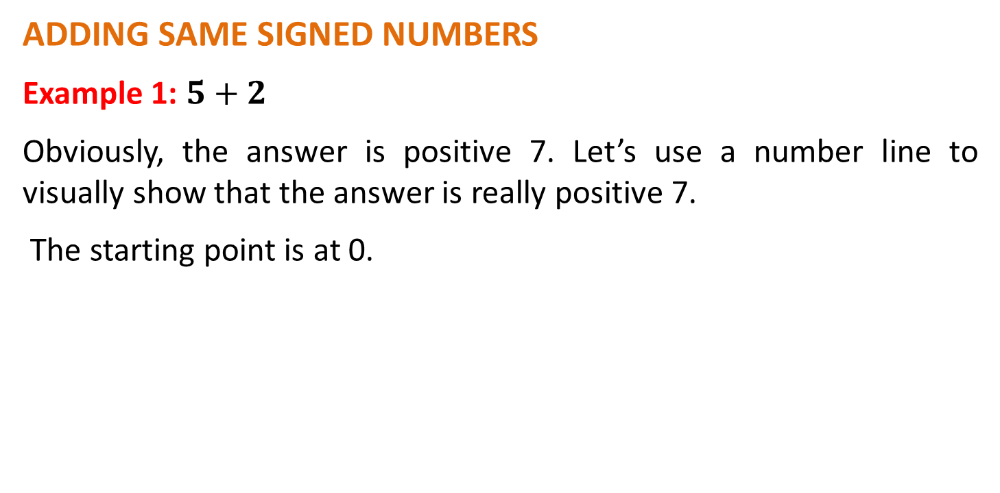 ADDING SAME SIGNED NUMBERS
Example 1: 5 + 2
Obviously, the answer is positive 7. Let’s use a number line to
visually show that the answer is really positive 7.
The starting point is at 0.